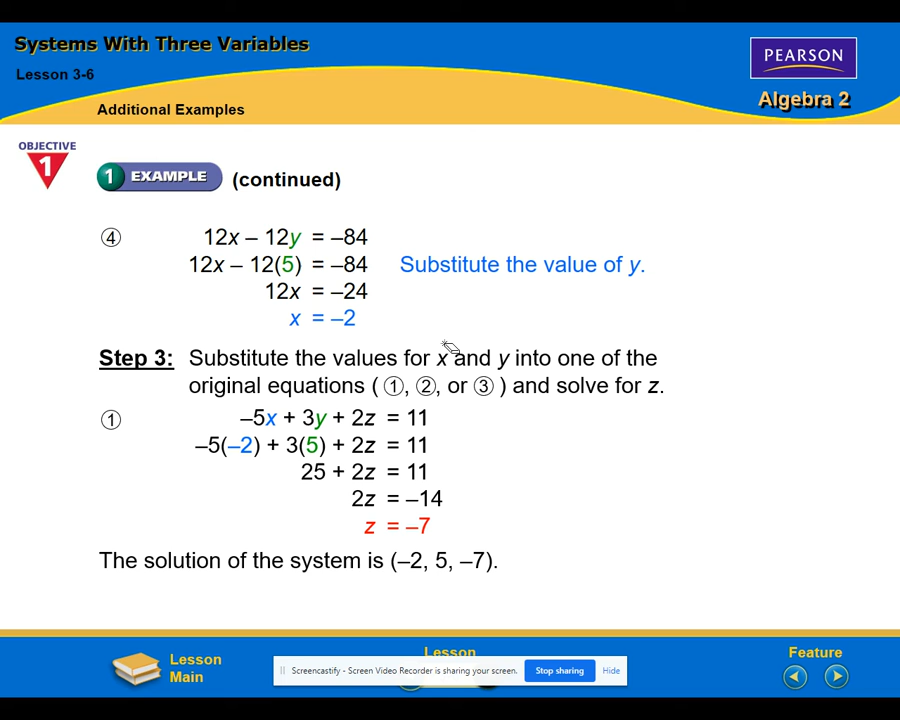 Systems With Three Variables
PEARSON
Lesson 3-6
Algebra 2
Additional Examples
OBJECTIVE
1
1 EXAMPLE (continued)
④ 12x – 12y = –84
12x – 12(5) = –84 Substitute the value of y.
12x = –24
x = –2
Step 3: Substitute the values for x and y into one of the
original equations ( ①, ②, or ③ ) and solve for z.
① –5x + 3y + 2z = 11
–5(–2) + 3(5) + 2z = 11
25 + 2z = 11
2z = –14
z = –7
The solution of the system is (–2, 5, –7).
Lesson
Main
Lesson
Feature
Screencastify - Screen Video Recorder is sharing your screen.
Stop sharing
Hide